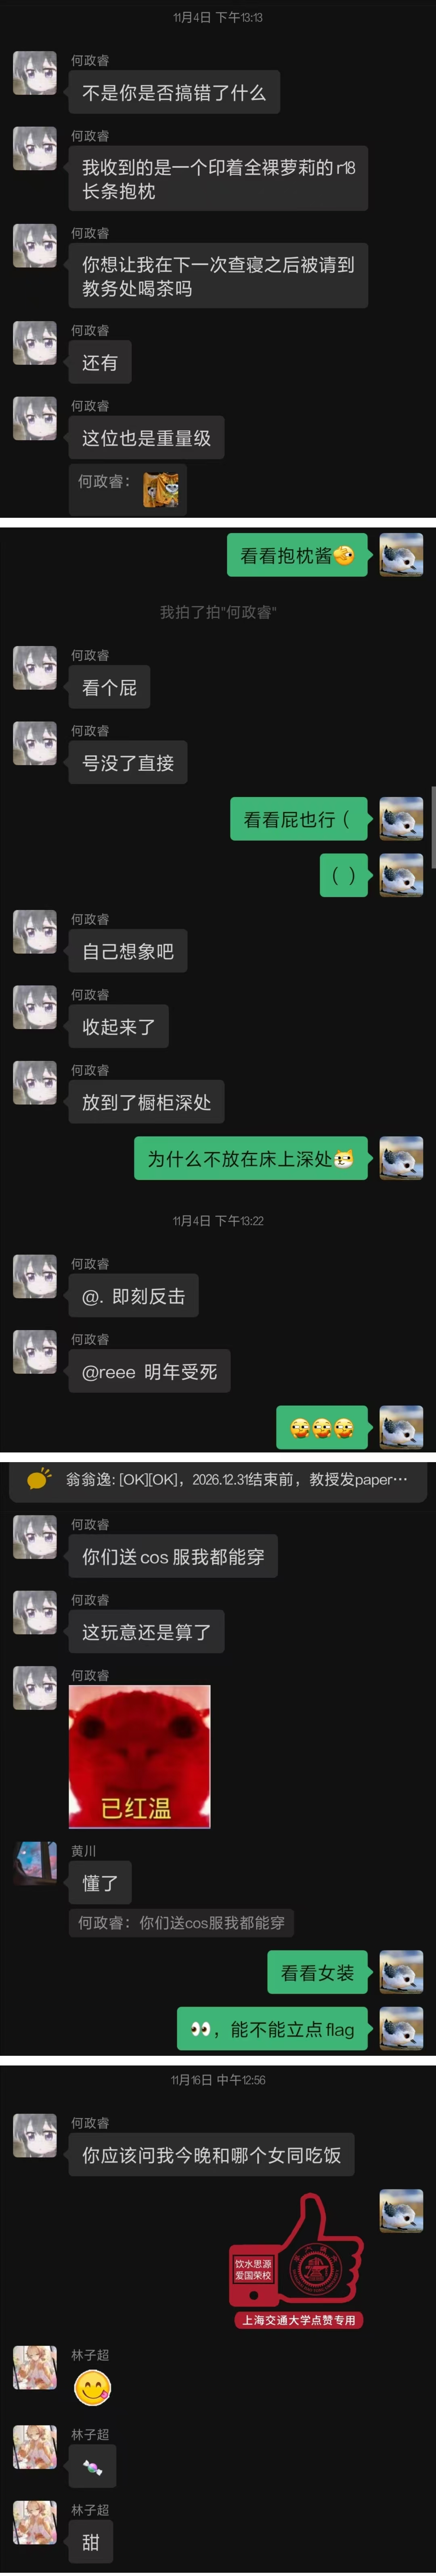 11月4日 下午13:13
何政睿
不是你是否搞错了什么
何政睿
我收到的是一个印着全裸萝莉的r18
长条抱枕
何政睿
你想让我在下一次查寝之后被请到
教务处喝茶吗
何政睿
还有
何政睿
这位也是重量级
何政睿:
看看抱枕酱
我拍了拍"何政睿"
何政睿
看个屁
何政睿
号没了直接
看看屁也行（
（ ）
何政睿
自己想象吧
何政睿
收起来了
何政睿
放到了橱柜深处
为什么不放在床上深处
11月4日 下午13:22
何政睿
@. 即刻反击
何政睿
@reee 明年受死
翁翁逸: [OK][OK]，2026.12.31结束前，教授发paper…
何政睿
你们送 cos 服我都能穿
何政睿
这玩意还是算了
何政睿
已红温
黄川
懂了
何政睿：你们送cos服我都能穿
看看女装
👀，能不能立点 flag
11月16日 中午12:56
何政睿
你应该问我今晚和哪个女同吃饭
饮水思源
爱国荣校
上海交通大学点赞专用
林子超
林子超
林子超
甜